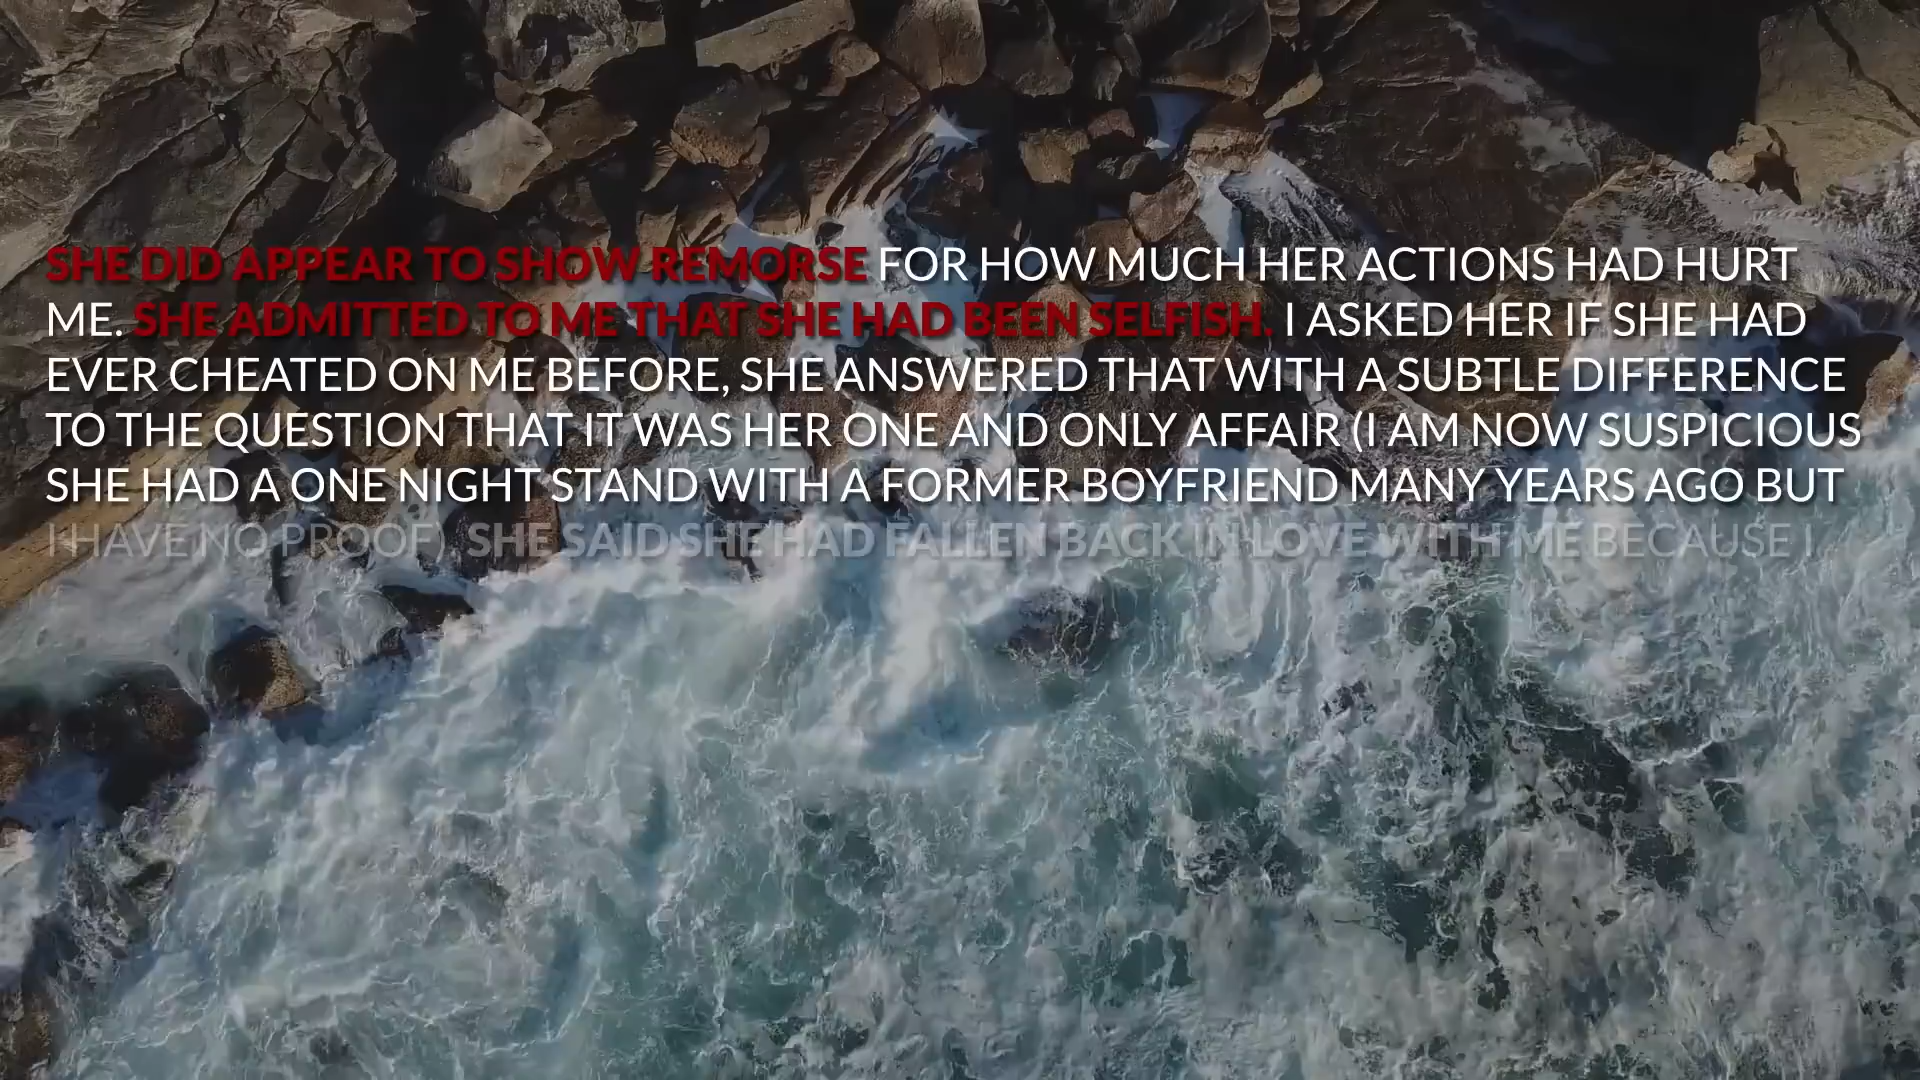 SHE DID APPEAR TO SHOW REMORSE FOR HOW MUCH HER ACTIONS HAD HURT
ME. SHE ADMITTED TO ME THAT SHE HAD BEEN SELFISH. I ASKED HER IF SHE HAD
EVER CHEATED ON ME BEFORE, SHE ANSWERED THAT WITH A SUBTLE DIFFERENCE
TO THE QUESTION THAT IT WAS HER ONE AND ONLY AFFAIR (I AM NOW SUSPICIOUS
SHE HAD A ONE NIGHT STAND WITH A FORMER BOYFRIEND MANY YEARS AGO BUT
I HAVE NO PROOF). SHE SAID SHE HAD FALLEN BACK IN LOVE WITH ME BECAUSE I